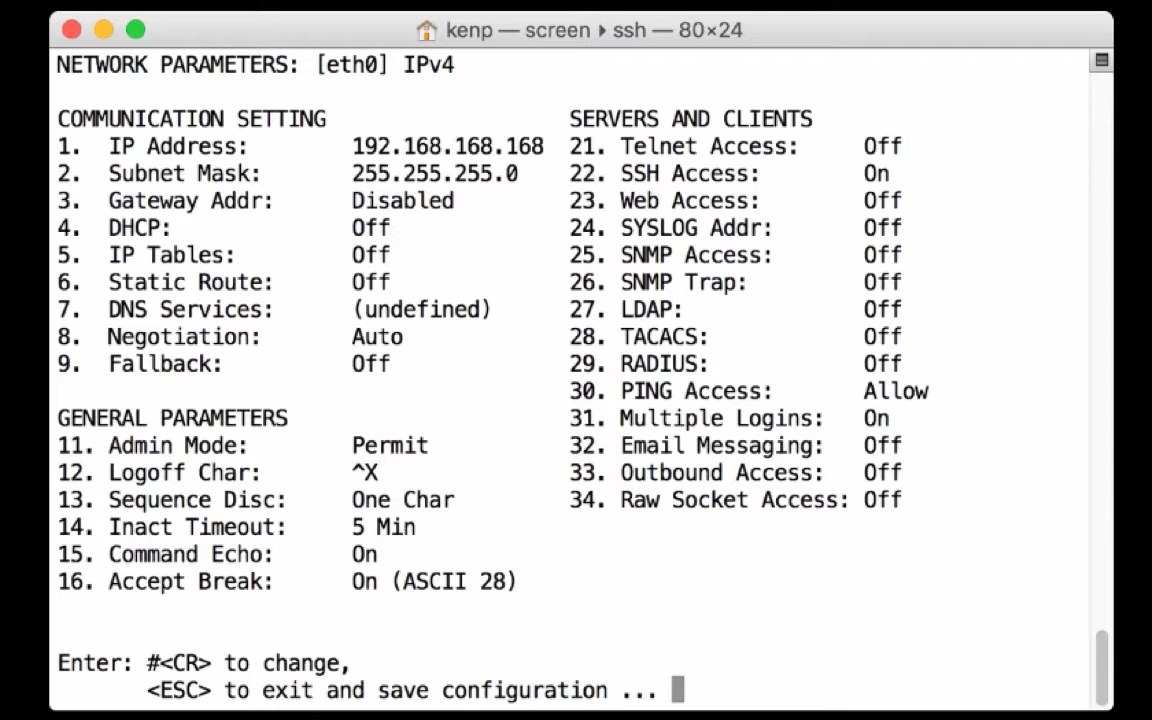 kenp — screen ▸ ssh — 80×24
NETWORK PARAMETERS: [eth0] IPv4
COMMUNICATION SETTING SERVERS AND CLIENTS
1. IP Address: 192.168.168.168 21. Telnet Access: Off
2. Subnet Mask: 255.255.255.0 22. SSH Access: On
3. Gateway Addr: Disabled 23. Web Access: Off
4. DHCP: Off 24. SYSLOG Addr: Off
5. IP Tables: Off 25. SNMP Access: Off
6. Static Route: Off 26. SNMP Trap: Off
7. DNS Services: (undefined) 27. LDAP: Off
8. Negotiation: Auto 28. TACACS: Off
9. Fallback: Off 29. RADIUS: Off
30. PING Access: Allow
GENERAL PARAMETERS 31. Multiple Logins: On
11. Admin Mode: Permit 32. Email Messaging: Off
12. Logoff Char: ^X 33. Outbound Access: Off
13. Sequence Disc: One Char 34. Raw Socket Access: Off
14. Inact Timeout: 5 Min
15. Command Echo: On
16. Accept Break: On (ASCII 28)
Enter: #<CR> to change,
<ESC> to exit and save configuration ...